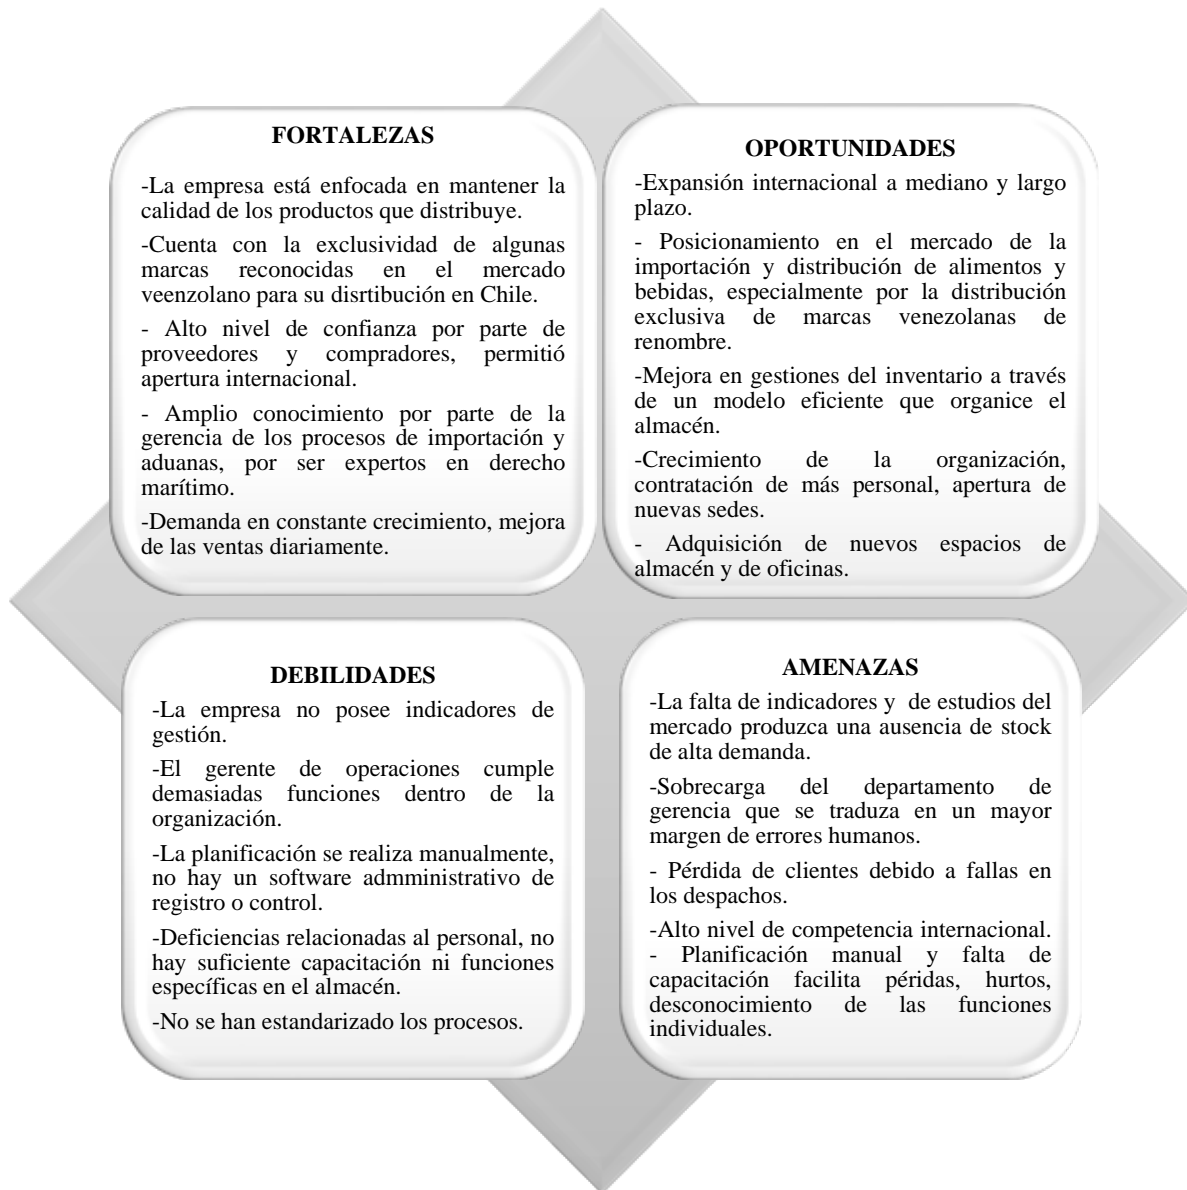 FORTALEZAS
-La empresa está enfocada en mantener la
calidad de los productos que distribuye.
-Cuenta con la exclusividad de algunas
marcas reconocidas en el mercado
veenzolano para su disrtibución en Chile.
- Alto nivel de confianza por parte de
proveedores y compradores, permitió
apertura internacional.
- Amplio conocimiento por parte de la
gerencia de los procesos de importación y
aduanas, por ser expertos en derecho
marítimo.
-Demanda en constante crecimiento, mejora
de las ventas diariamente.
OPORTUNIDADES
-Expansión internacional a mediano y largo
plazo.
- Posicionamiento en el mercado de la
importación y distribución de alimentos y
bebidas, especialmente por la distribución
exclusiva de marcas venezolanas de
renombre.
-Mejora en gestiones del inventario a través
de un modelo eficiente que organice el
almacén.
-Crecimiento de la organización,
contratación de más personal, apertura de
nuevas sedes.
- Adquisición de nuevos espacios de
almacén y de oficinas.
DEBILIDADES
-La empresa no posee indicadores de
gestión.
-El gerente de operaciones cumple
demasiadas funciones dentro de la
organización.
-La planificación se realiza manualmente,
no hay un software admministrativo de
registro o control.
-Deficiencias relacionadas al personal, no
hay suficiente capacitación ni funciones
específicas en el almacén.
-No se han estandarizado los procesos.
AMENAZAS
-La falta de indicadores y de estudios del
mercado produzca una ausencia de stock
de alta demanda.
-Sobrecarga del departamento de
gerencia que se traduza en un mayor
margen de errores humanos.
- Pérdida de clientes debido a fallas en
los despachos.
-Alto nivel de competencia internacional.
- Planificación manual y falta de
capacitación facilita péridas, hurtos,
desconocimiento de las funciones
individuales.